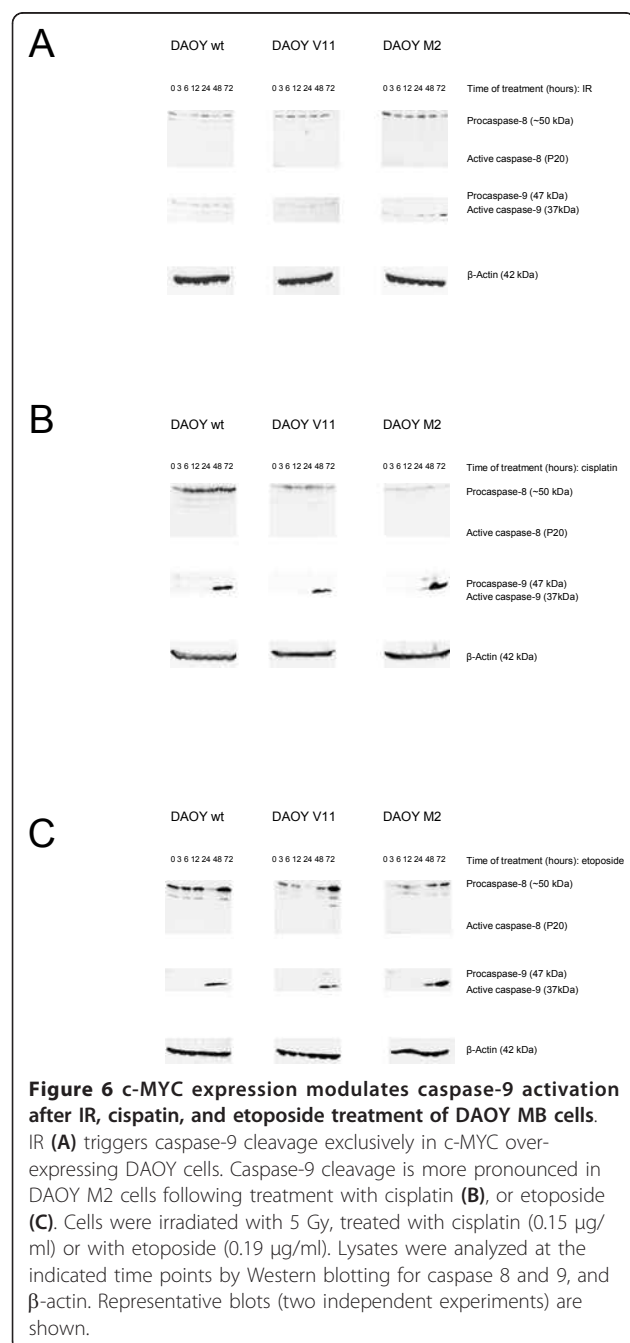 A
DAOY wt DAOY V11 DAOY M2
0 3 6 12 24 48 72 0 3 6 12 24 48 72 0 3 6 12 24 48 72 Time of treatment (hours): IR
Procaspase-8 (~50 kDa)
Active caspase-8 (P20)
Procaspase-9 (47 kDa)
Active caspase-9 (37kDa)
β-Actin (42 kDa)
B
DAOY wt DAOY V11 DAOY M2
0 3 6 12 24 48 72 0 3 6 12 24 48 72 0 3 6 12 24 48 72 Time of treatment (hours): cisplatin
Procaspase-8 (~50 kDa)
Active caspase-8 (P20)
Procaspase-9 (47 kDa)
Active caspase-9 (37kDa)
β-Actin (42 kDa)
C
DAOY wt DAOY V11 DAOY M2
0 3 6 12 24 48 72 0 3 6 12 24 48 72 0 3 6 12 24 48 72 Time of treatment (hours): etoposide
Procaspase-8 (~50 kDa)
Active caspase-8 (P20)
Procaspase-9 (47 kDa)
Active caspase-9 (37kDa)
β-Actin (42 kDa)
Figure 6 c-MYC expression modulates caspase-9 activation
after IR, cispatin, and etoposide treatment of DAOY MB cells.
IR (A) triggers caspase-9 cleavage exclusively in c-MYC over-
expressing DAOY cells. Caspase-9 cleavage is more pronounced in
DAOY M2 cells following treatment with cisplatin (B), or etoposide
(C). Cells were irradiated with 5 Gy, treated with cisplatin (0.15 μg/
ml) or with etoposide (0.19 μg/ml). Lysates were analyzed at the
indicated time points by Western blotting for caspase 8 and 9, and
β-actin. Representative blots (two independent experiments) are
shown.